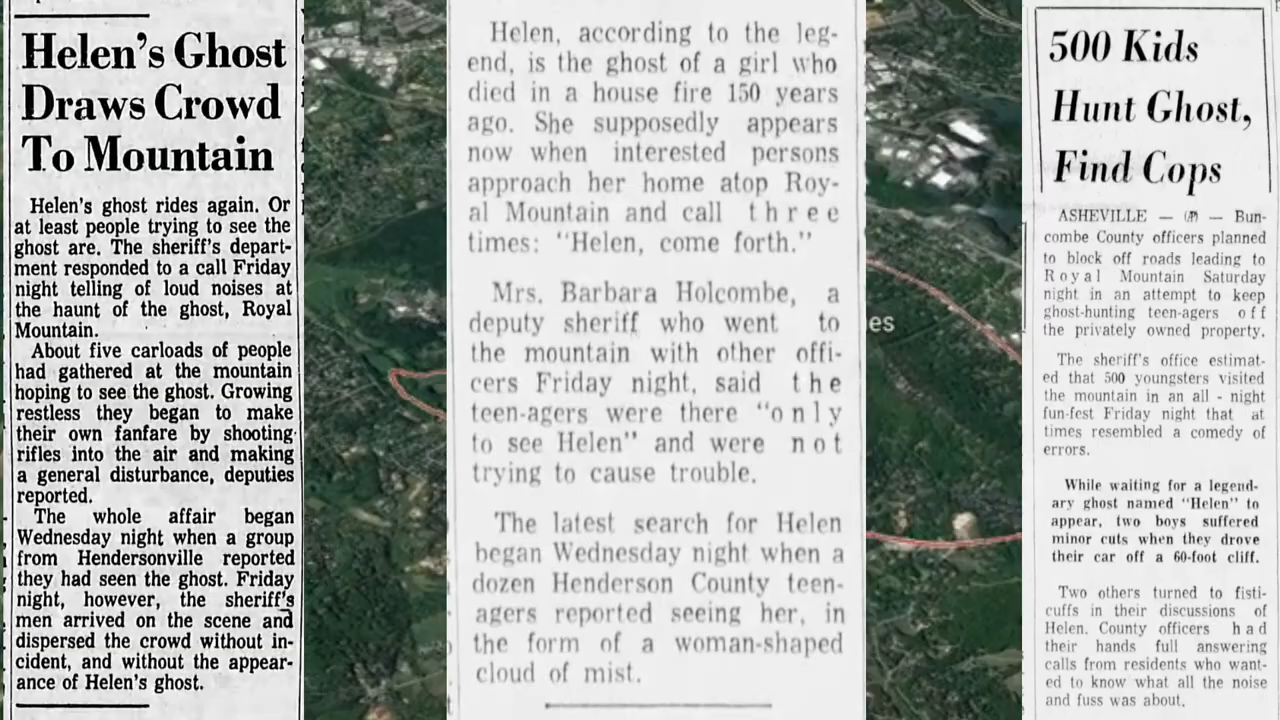 Helen's Ghost
Draws Crowd
To Mountain
Helen's ghost rides again. Or
at least people trying to see the
ghost are. The sheriff's depart-
ment responded to a call Friday
night telling of loud noises at
the haunt of the ghost, Royal
Mountain.
About five carloads of people
had gathered at the mountain
hoping to see the ghost. Growing
restless they began to make
their own fanfare by shooting
rifles into the air and making
a general disturbance, deputies
reported.
The whole affair began
Wednesday night when a group
from Hendersonville reported
they had seen the ghost. Friday
night, however, the sheriff's
men arrived on the scene and
dispersed the crowd without in-
cident, and without the appear-
ance of Helen's ghost.
Helen, according to the leg-
end, is the ghost of a girl who
died in a house fire 150 years
ago. She supposedly appears
now when interested persons
approach her home atop Roy-
al Mountain and call three
times: "Helen, come forth."
Mrs. Barbara Holcombe, a
deputy sheriff who went to
the mountain with other offi-
cers Friday night, said the
teen-agers were there "only
to see Helen" and were not
trying to cause trouble.
The latest search for Helen
began Wednesday night when a
dozen Henderson County teen-
agers reported seeing her, in
the form of a woman-shaped
cloud of mist.
es
500 Kids
Hunt Ghost,
Find Cops
ASHEVILLE — (AP) — Bun-
combe County officers planned
to block off roads leading to
Royal Mountain Saturday
night in an attempt to keep
ghost-hunting teen-agers off
the privately owned property.
The sheriff's office estimat-
ed that 500 youngsters visited
the mountain in an all - night
fun-fest Friday night that at
times resembled a comedy of
errors.
While waiting for a legend-
ary ghost named "Helen" to
appear, two boys suffered
minor cuts when they drove
their car off a 60-foot cliff.
Two others turned to fisti-
cuffs in their discussions of
Helen. County officers had
their hands full answering
calls from residents who want-
ed to know what all the noise
and fuss was about.